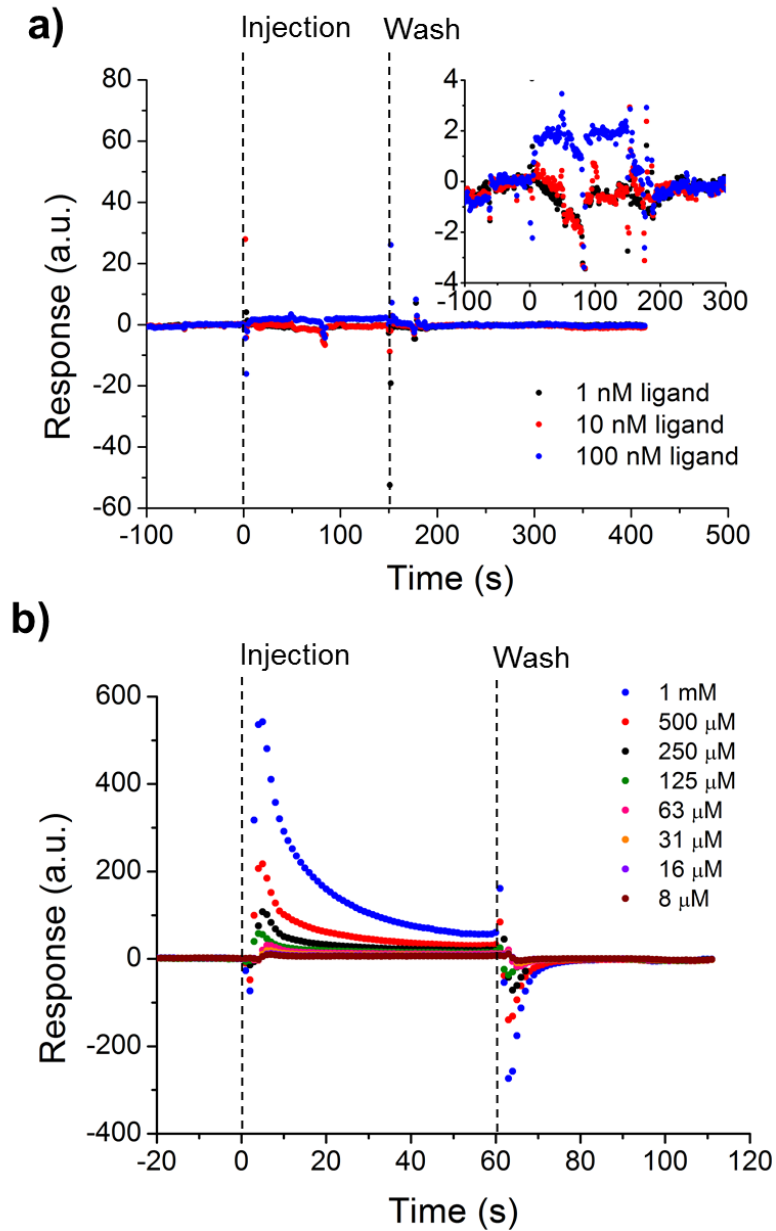 a)
Injection Wash
80
60
40
20
0
-20
-40
-60
Response (a.u.)
4
2
0
-2
-4
-100 0 100 200 300
1 nM ligand
10 nM ligand
100 nM ligand
-100 0 100 200 300 400 500
Time (s)
b)
Injection Wash
600
400
200
0
-200
-400
Response (a.u.)
1 mM
500 μM
250 μM
125 μM
63 μM
31 μM
16 μM
8 μM
-20 0 20 40 60 80 100 120
Time (s)